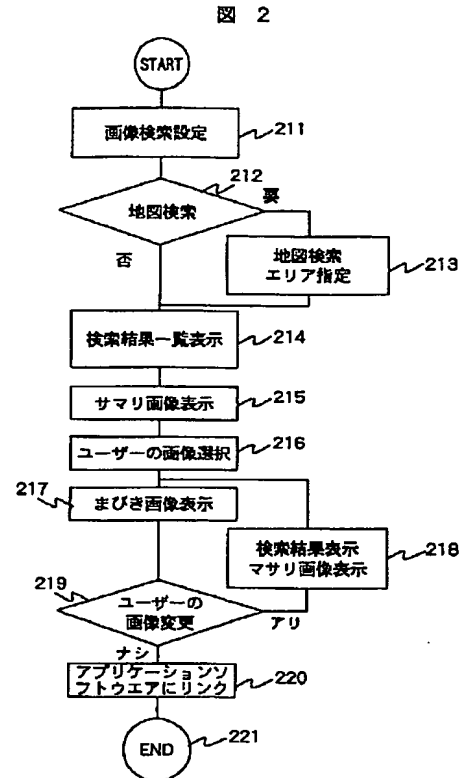 図 2
START
画像検索設定
211
212
地図検索
要
否
地図検索
エリア指定
213
検索結果一覧表示
214
サマリ画像表示
215
ユーザーの画像選択
216
217
まびき画像表示
検索結果表示
マサリ画像表示
218
219
ユーザーの
画像変更
アリ
ナシ
アプリケーションソ
フトウエアにリンク
220
END
221